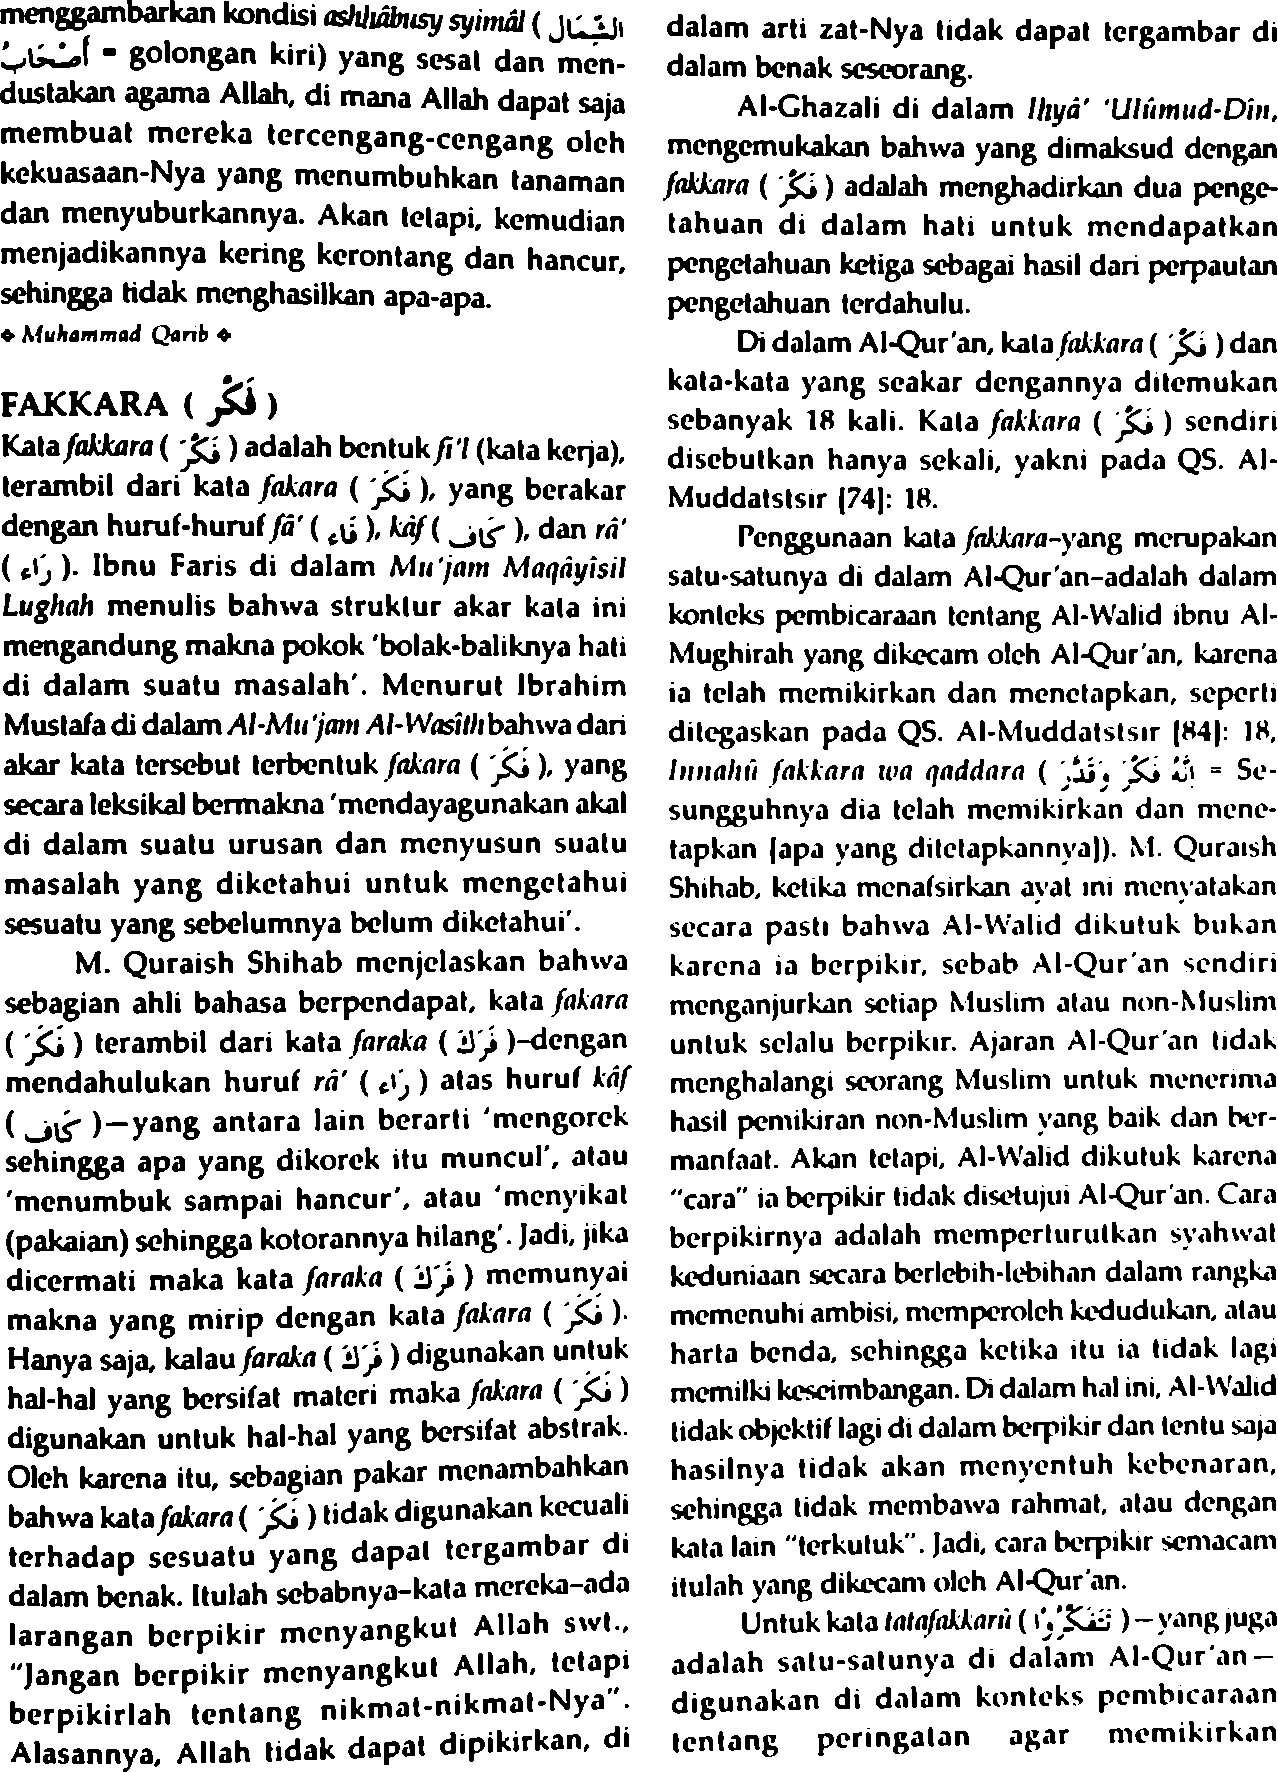 menggambarkan kondisi ashhâbusy syimâl ( الشِّمَالِ
أَصْحَابُ = golongan kiri) yang sesat dan men-
dustakan agama Allah, di mana Allah dapat saja
membuat mereka tercengang-cengang oleh
kekuasaan-Nya yang menumbuhkan tanaman
dan menyuburkannya. Akan tetapi, kemudian
menjadikannya kering kerontang dan hancur,
sehingga tidak menghasilkan apa-apa.
◆ Muhammad Qarib ◆
FAKKARA ( فَكَّرَ )
Kata fakkara ( فَكَّرَ ) adalah bentuk fi'l (kata kerja),
terambil dari kata fakara ( فَكَرَ ), yang berakar
dengan huruf-huruf fâ' ( فَاء ), kâf ( كَاف ), dan râ'
( رَاء ). Ibnu Faris di dalam Mu'jam Maqâyîsil
Lughah menulis bahwa struktur akar kata ini
mengandung makna pokok 'bolak-baliknya hati
di dalam suatu masalah'. Menurut Ibrahim
Mustafa di dalam Al-Mu'jam Al-Wasîth bahwa dari
akar kata tersebut terbentuk fakara ( فَكَرَ ), yang
secara leksikal bermakna 'mendayagunakan akal
di dalam suatu urusan dan menyusun suatu
masalah yang diketahui untuk mengetahui
sesuatu yang sebelumnya belum diketahui'.
M. Quraish Shihab menjelaskan bahwa
sebagian ahli bahasa berpendapat, kata fakara
( فَكَرَ ) terambil dari kata faraka ( فَرَكَ )–dengan
mendahulukan huruf râ' ( رَاء ) atas huruf kâf
( كَاف )—yang antara lain berarti 'mengorek
sehingga apa yang dikorek itu muncul', atau
'menumbuk sampai hancur', atau 'menyikat
(pakaian) sehingga kotorannya hilang'. Jadi, jika
dicermati maka kata faraka ( فَرَكَ ) memunyai
makna yang mirip dengan kata fakara ( فَكَرَ ).
Hanya saja, kalau faraka ( فَرَكَ ) digunakan untuk
hal-hal yang bersifat materi maka fakara ( فَكَرَ )
digunakan untuk hal-hal yang bersifat abstrak.
Oleh karena itu, sebagian pakar menambahkan
bahwa kata fakara ( فَكَرَ ) tidak digunakan kecuali
terhadap sesuatu yang dapat tergambar di
dalam benak. Itulah sebabnya–kata mereka–ada
larangan berpikir menyangkut Allah swt.,
"Jangan berpikir menyangkut Allah, tetapi
berpikirlah tentang nikmat-nikmat-Nya".
Alasannya, Allah tidak dapat dipikirkan, di
dalam arti zat-Nya tidak dapat tergambar di
dalam benak seseorang.
Al-Ghazali di dalam Ihyâ' 'Ulûmud-Dîn,
mengemukakan bahwa yang dimaksud dengan
fakkara ( فَكَّرَ ) adalah menghadirkan dua penge-
tahuan di dalam hati untuk mendapatkan
pengetahuan ketiga sebagai hasil dari perpautan
pengetahuan terdahulu.
Di dalam Al-Qur'an, kata fakkara ( فَكَّرَ ) dan
kata-kata yang seakar dengannya ditemukan
sebanyak 18 kali. Kata fakkara ( فَكَّرَ ) sendiri
disebutkan hanya sekali, yakni pada QS. Al-
Muddatstsir [74]: 18.
Penggunaan kata fakkara–yang merupakan
satu-satunya di dalam Al-Qur'an–adalah dalam
konteks pembicaraan tentang Al-Walid ibnu Al-
Mughirah yang dikecam oleh Al-Qur'an, karena
ia telah memikirkan dan menetapkan, seperti
ditegaskan pada QS. Al-Muddatstsir [84]: 18,
Innahû fakkara wa qaddara ( إِنَّهُ فَكَّرَ وَقَدَّرَ = Se-
sungguhnya dia telah memikirkan dan mene-
tapkan [apa yang ditetapkannya]). M. Quraish
Shihab, ketika menafsirkan ayat ini menyatakan
secara pasti bahwa Al-Walid dikutuk bukan
karena ia berpikir, sebab Al-Qur'an sendiri
menganjurkan setiap Muslim atau non-Muslim
untuk selalu berpikir. Ajaran Al-Qur'an tidak
menghalangi seorang Muslim untuk menerima
hasil pemikiran non-Muslim yang baik dan ber-
manfaat. Akan tetapi, Al-Walid dikutuk karena
"cara" ia berpikir tidak disetujui Al-Qur'an. Cara
berpikirnya adalah memperturutkan syahwat
keduniaan secara berlebih-lebihan dalam rangka
memenuhi ambisi, memperoleh kedudukan, atau
harta benda, sehingga ketika itu ia tidak lagi
memilki keseimbangan. Di dalam hal ini, Al-Walid
tidak objektif lagi di dalam berpikir dan tentu saja
hasilnya tidak akan menyentuh kebenaran,
sehingga tidak membawa rahmat, atau dengan
kata lain "terkutuk". Jadi, cara berpikir semacam
itulah yang dikecam oleh Al-Qur'an.
Untuk kata tatafakkarû ( تَتَفَكَّرُوا )—yang juga
adalah satu-satunya di dalam Al-Qur'an—
digunakan di dalam konteks pembicaraan
tentang peringatan agar memikirkan